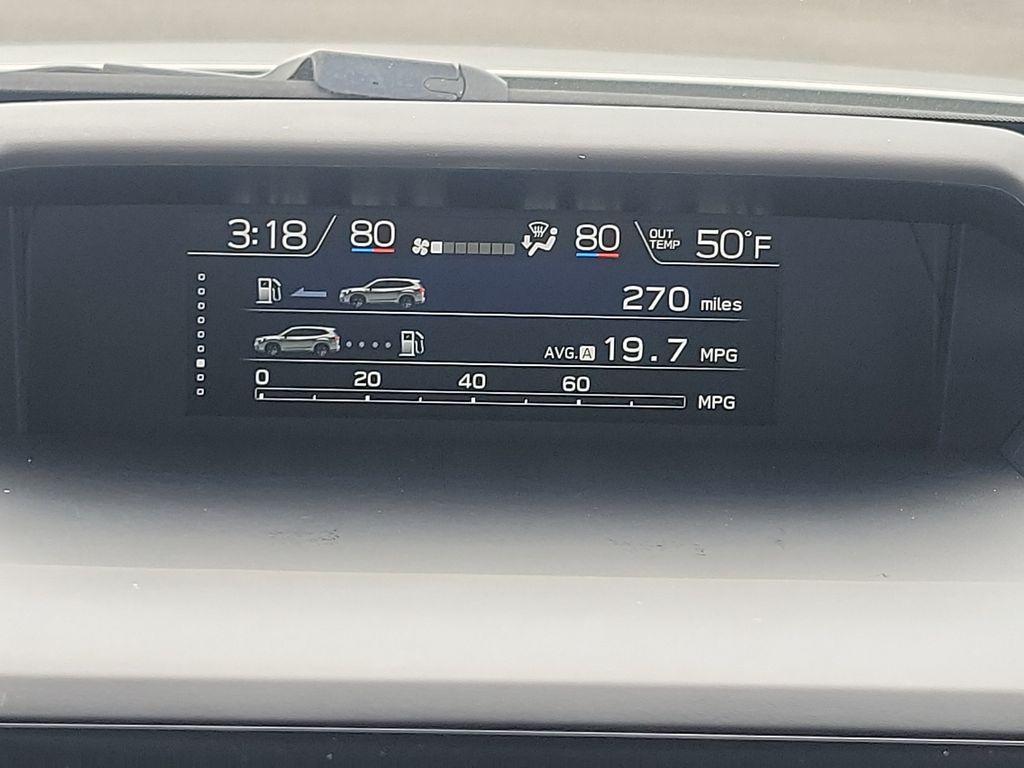 3:18 80 80 OUT TEMP 50°F
270 miles
AVG. A 19.7 MPG
0 20 40 60
MPG